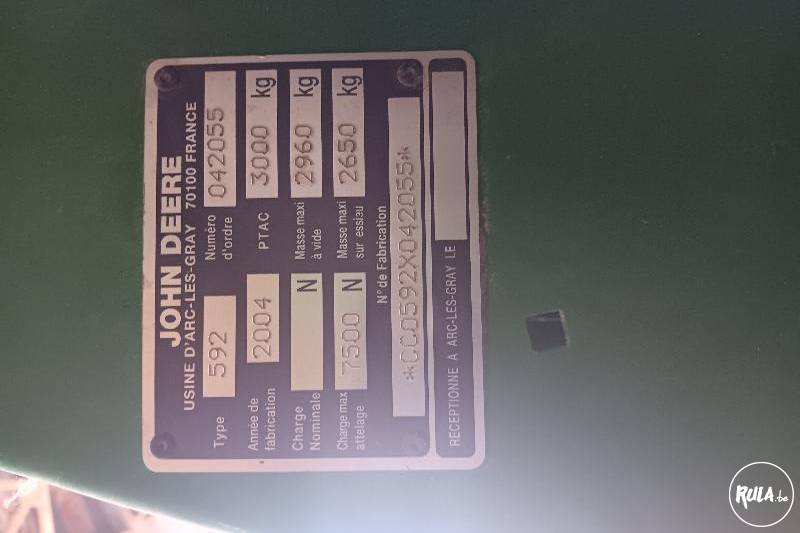 JOHN DEERE
USINE D'ARC-LES-GRAY 70100 FRANCE
Type 592 Numéro d'ordre 042055
Année de fabrication 2004 PTAC 3000 kg
Charge Nominale N Masse maxi à vide 2960 kg
Charge max attelage 7500 N Masse maxi sur essieu 2650 kg
N° de Fabrication
*CC0592X042055*
RECEPTIONNE A ARC-LES-GRAY LE
RULA.be